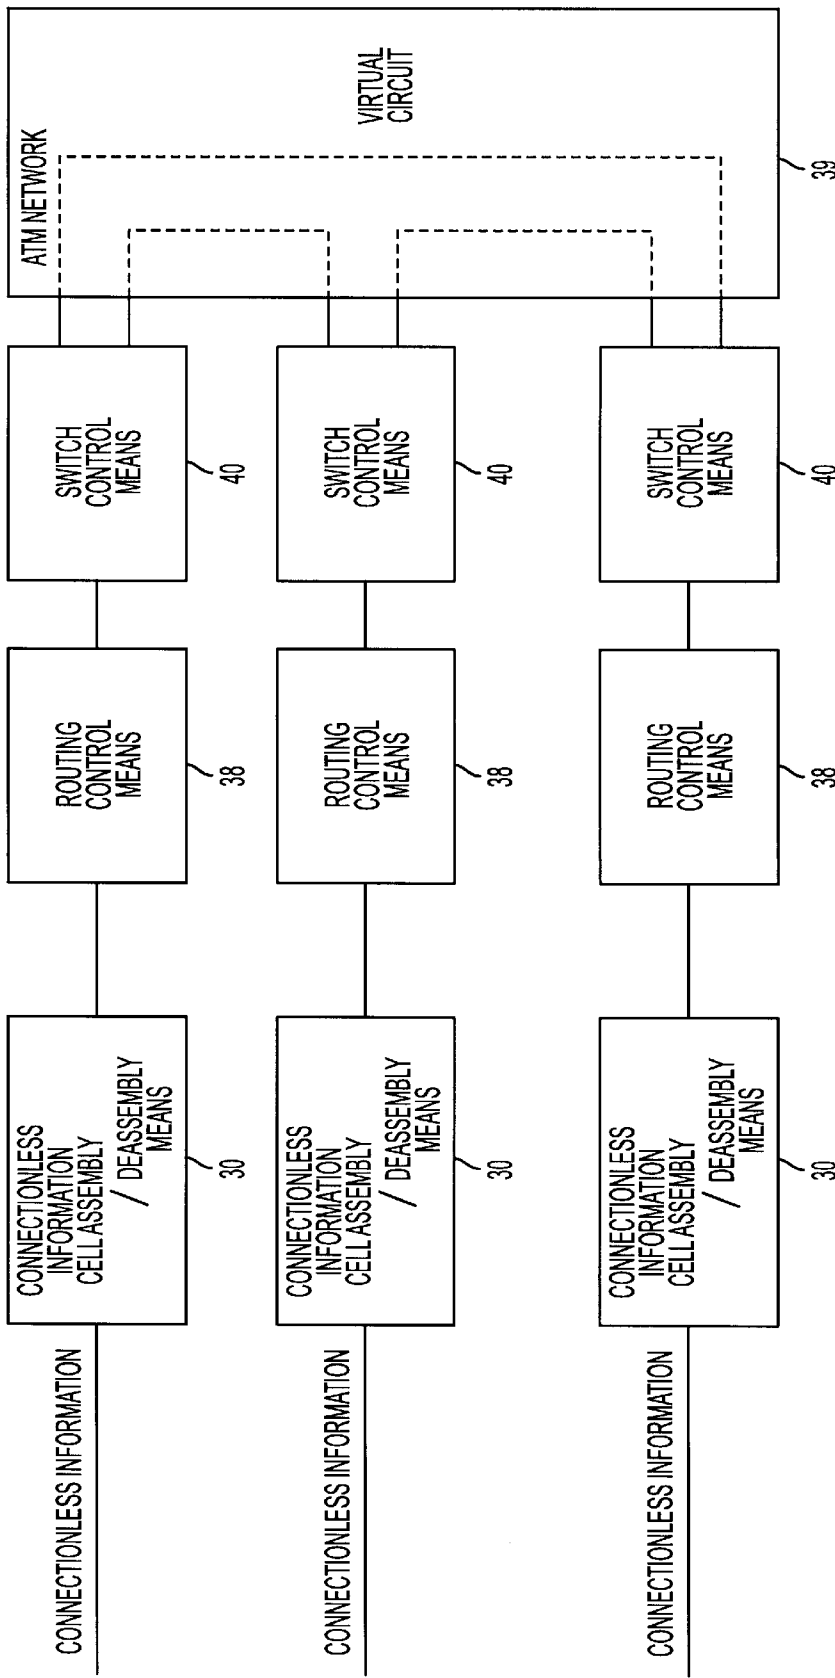 CONNECTIONLESS INFORMATION
CONNECTIONLESS
INFORMATION
CELL ASSEMBLY
/ DEASSEMBLY
MEANS
30
ROUTING
CONTROL
MEANS
38
SWITCH
CONTROL
MEANS
40
ATM NETWORK
VIRTUAL
CIRCUIT
39
CONNECTIONLESS INFORMATION
CONNECTIONLESS
INFORMATION
CELL ASSEMBLY
/ DEASSEMBLY
MEANS
30
ROUTING
CONTROL
MEANS
38
SWITCH
CONTROL
MEANS
40
CONNECTIONLESS INFORMATION
CONNECTIONLESS
INFORMATION
CELL ASSEMBLY
/ DEASSEMBLY
MEANS
30
ROUTING
CONTROL
MEANS
38
SWITCH
CONTROL
MEANS
40